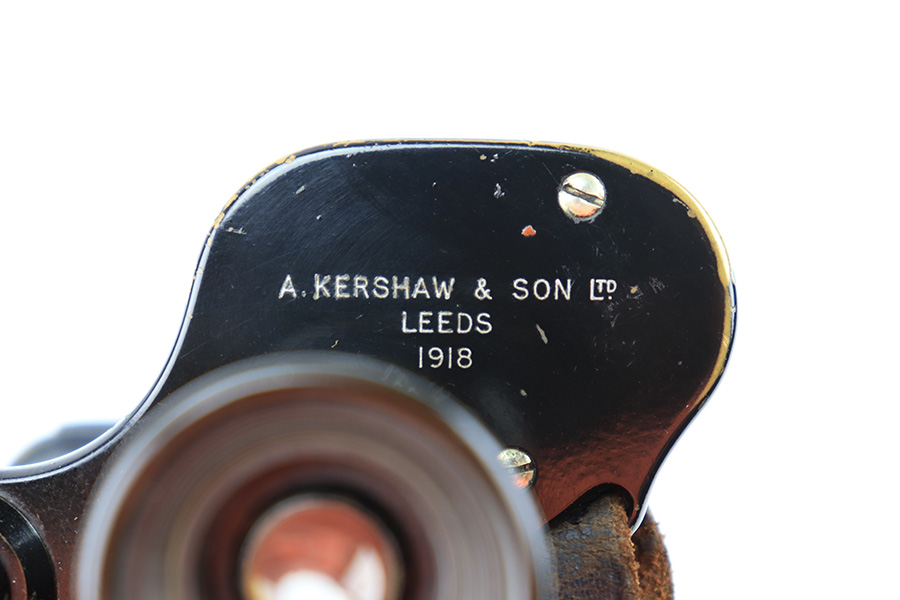 A. KERSHAW & SON LTD.
LEEDS
1918